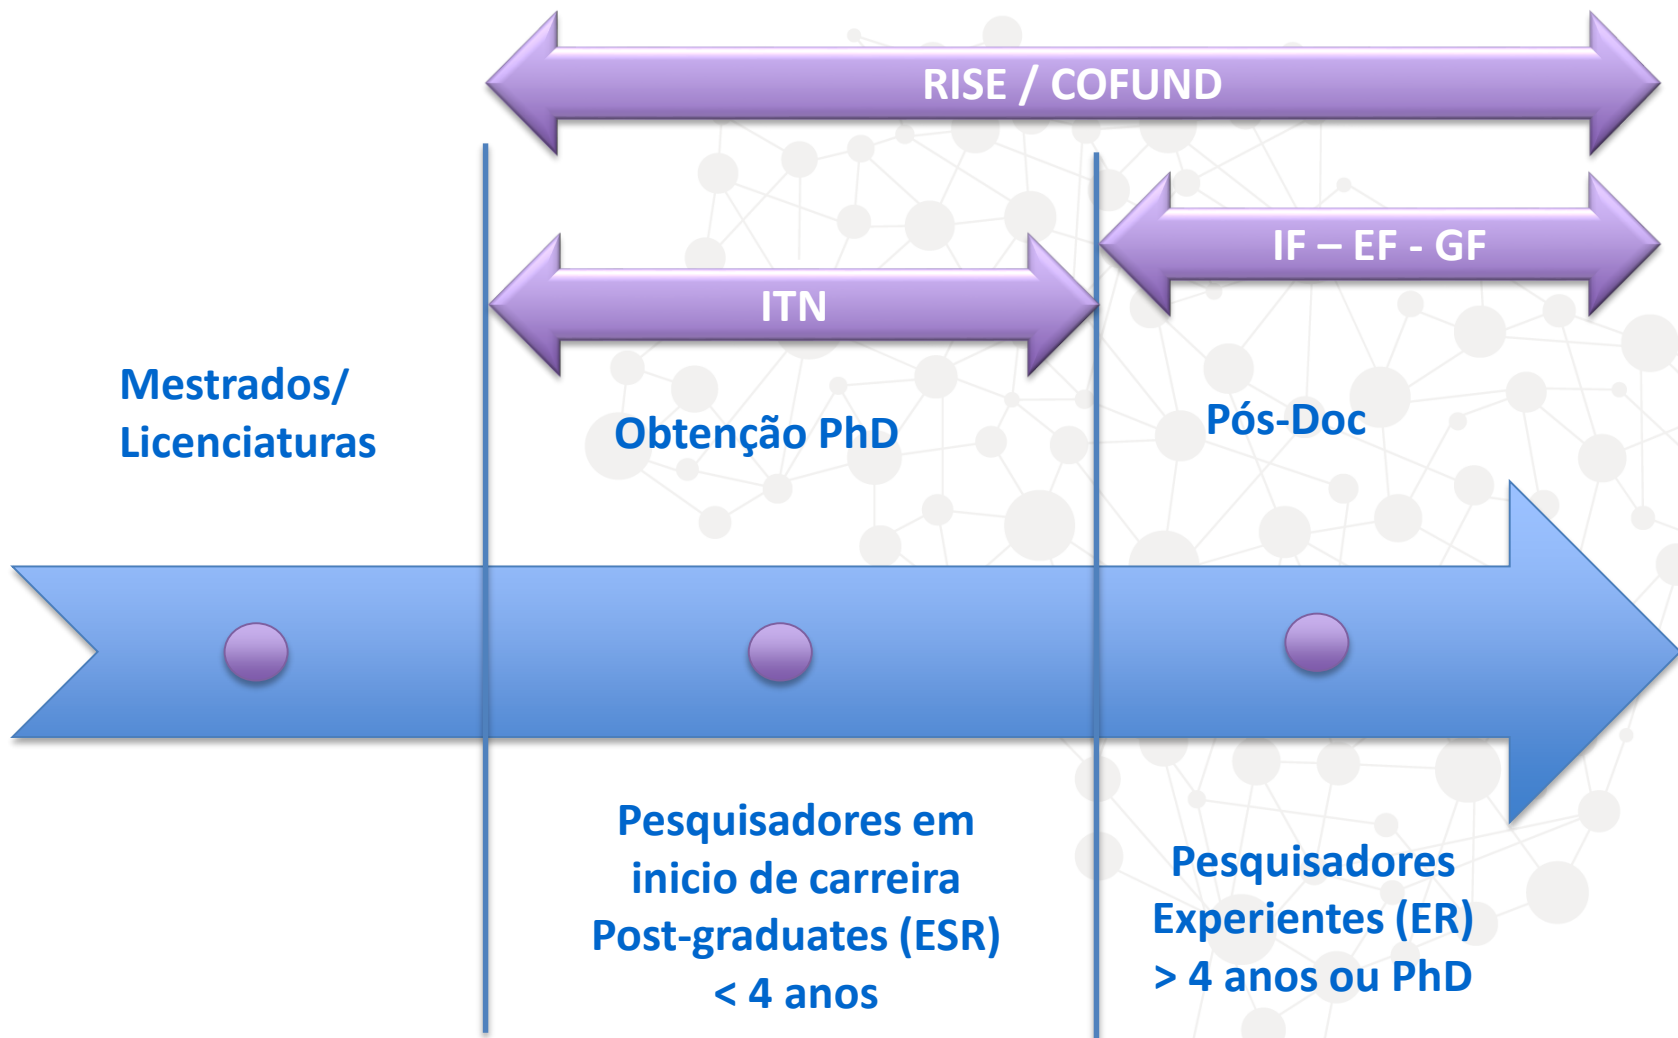 RISE / COFUND
IF – EF - GF
ITN
Mestrados/
Licenciaturas
Obtenção PhD
Pós-Doc
Pesquisadores em
inicio de carreira
Post-graduates (ESR)
< 4 anos
Pesquisadores
Experientes (ER)
> 4 anos ou PhD